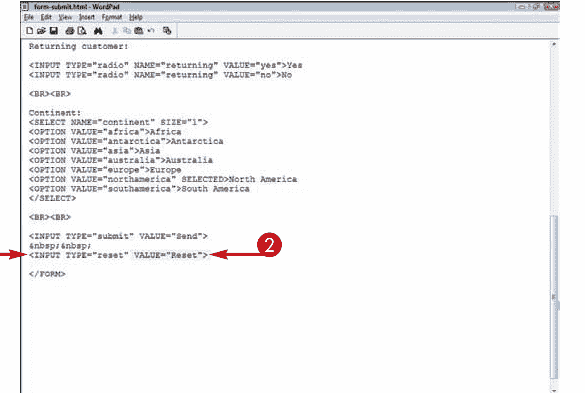 form-submit.html - WordPad
File Edit View Insert Format Help
Returning customer:
<INPUT TYPE="radio" NAME="returning" VALUE="yes">Yes
<INPUT TYPE="radio" NAME="returning" VALUE="no">No
<BR><BR>
Continent:
<SELECT NAME="continent" SIZE="1">
<OPTION VALUE="africa">Africa
<OPTION VALUE="antarctica">Antarctica
<OPTION VALUE="asia">Asia
<OPTION VALUE="australia">Australia
<OPTION VALUE="europe">Europe
<OPTION VALUE="northamerica" SELECTED>North America
<OPTION VALUE="southamerica">South America
</SELECT>
<BR><BR>
<INPUT TYPE="submit" VALUE="Send">
&nbsp;&nbsp;
<INPUT TYPE="reset" VALUE="Reset"> 2
</FORM>